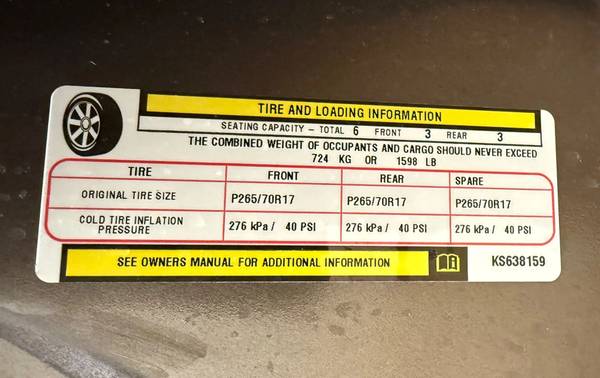 TIRE AND LOADING INFORMATION
SEATING CAPACITY - TOTAL 6 FRONT 3 REAR 3
THE COMBINED WEIGHT OF OCCUPANTS AND CARGO SHOULD NEVER EXCEED
724 KG OR 1598 LB
TIRE FRONT REAR SPARE
ORIGINAL TIRE SIZE P265/70R17 P265/70R17 P265/70R17
COLD TIRE INFLATION
PRESSURE 276 kPa / 40 PSI 276 kPa / 40 PSI 276 kPa / 40 PSI
SEE OWNERS MANUAL FOR ADDITIONAL INFORMATION KS638159